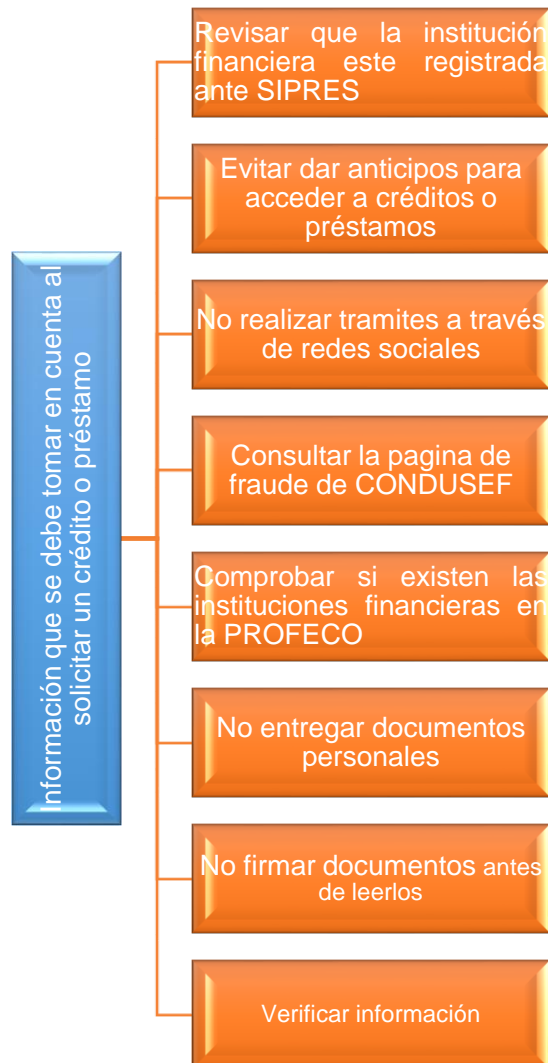 Información que se debe tomar en cuenta al
solicitar un crédito o préstamo
Revisar que la institución
financiera este registrada
ante SIPRES
Evitar dar anticipos para
acceder a créditos o
préstamos
No realizar tramites a través
de redes sociales
Consultar la pagina de
fraude de CONDUSEF
Comprobar si existen las
instituciones financieras en
la PROFECO
No entregar documentos
personales
No firmar documentos antes
de leerlos
Verificar información